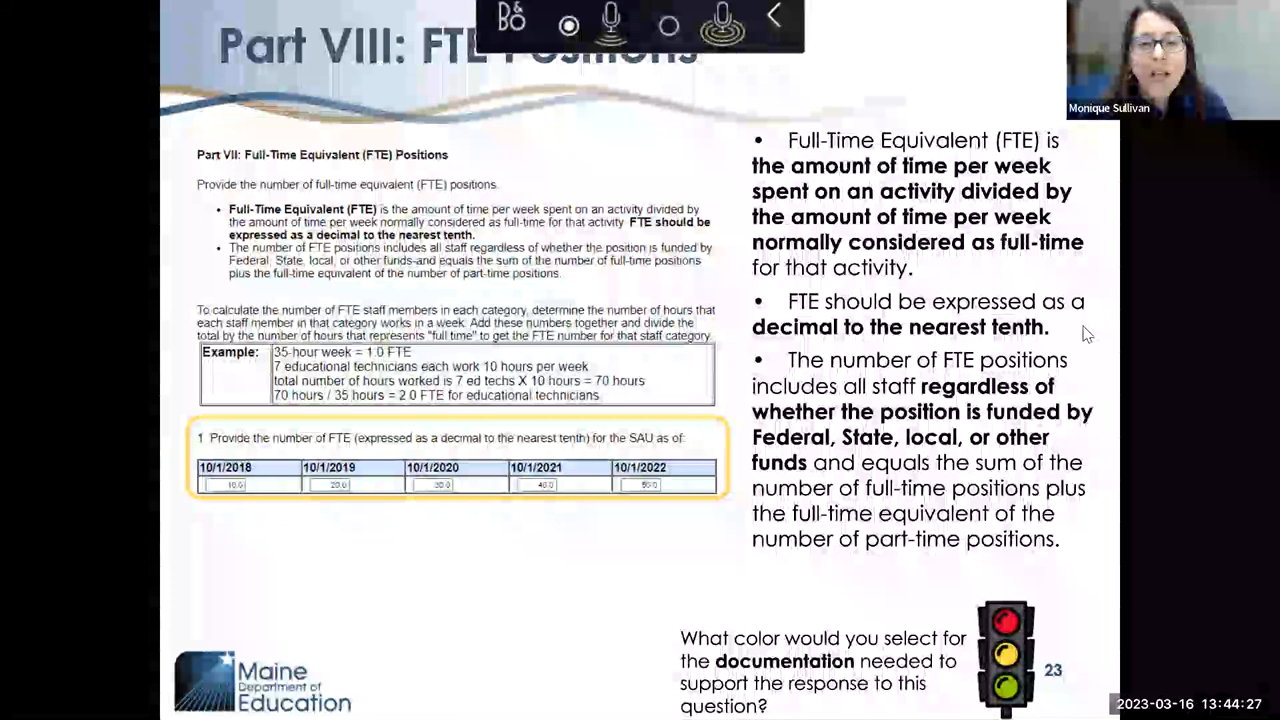 Part VIII: FTE Positions
Monique Sullivan
Part VII: Full-Time Equivalent (FTE) Positions
Provide the number of full-time equivalent (FTE) positions.
• Full-Time Equivalent (FTE) is the amount of time per week spent on an activity divided by
the amount of time per week normally considered as full-time for that activity. FTE should be
expressed as a decimal to the nearest tenth.
• The number of FTE positions includes all staff regardless of whether the position is funded by
Federal, State, local, or other funds-and equals the sum of the number of full-time positions
plus the full-time equivalent of the number of part-time positions.
To calculate the number of FTE staff members in each category, determine the number of hours that
each staff member in that category works in a week. Add these numbers together and divide the
total by the number of hours that represents "full time" to get the FTE number for that staff category.
Example: 35-hour week = 1.0 FTE
7 educational technicians each work 10 hours per week
total number of hours worked is 7 ed techs X 10 hours = 70 hours
70 hours / 35 hours = 2.0 FTE for educational technicians
1 Provide the number of FTE (expressed as a decimal to the nearest tenth) for the SAU as of:
10/1/2018 10/1/2019 10/1/2020 10/1/2021 10/1/2022
10.0 20.0 30.0 40.0 50.0
• Full-Time Equivalent (FTE) is
the amount of time per week
spent on an activity divided by
the amount of time per week
normally considered as full-time
for that activity.
• FTE should be expressed as a
decimal to the nearest tenth.
• The number of FTE positions
includes all staff regardless of
whether the position is funded by
Federal, State, local, or other
funds and equals the sum of the
number of full-time positions plus
the full-time equivalent of the
number of part-time positions.
What color would you select for
the documentation needed to
support the response to this
question?
23
Maine
Department of
Education
2023-03-16 13:44:27